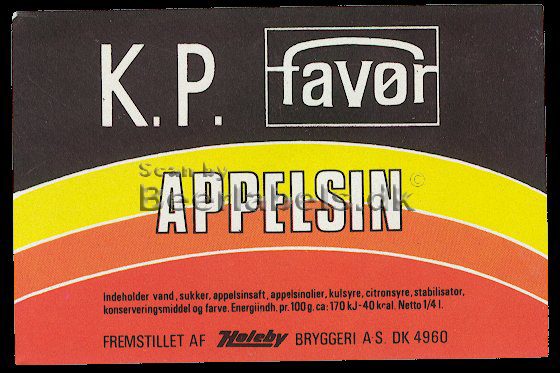 K.P. favør
Scan by
Beerlabels.dk ©
APPELSIN
Indeholder vand, sukker, appelsinsaft, appelsinolier, kulsyre, citronsyre, stabilisator,
konserveringsmiddel og farve. Energiindh. pr. 100 g. ca: 170 kJ - 40 kcal. Netto 1/4 l.
FREMSTILLET AF Holeby BRYGGERI A·S. DK 4960